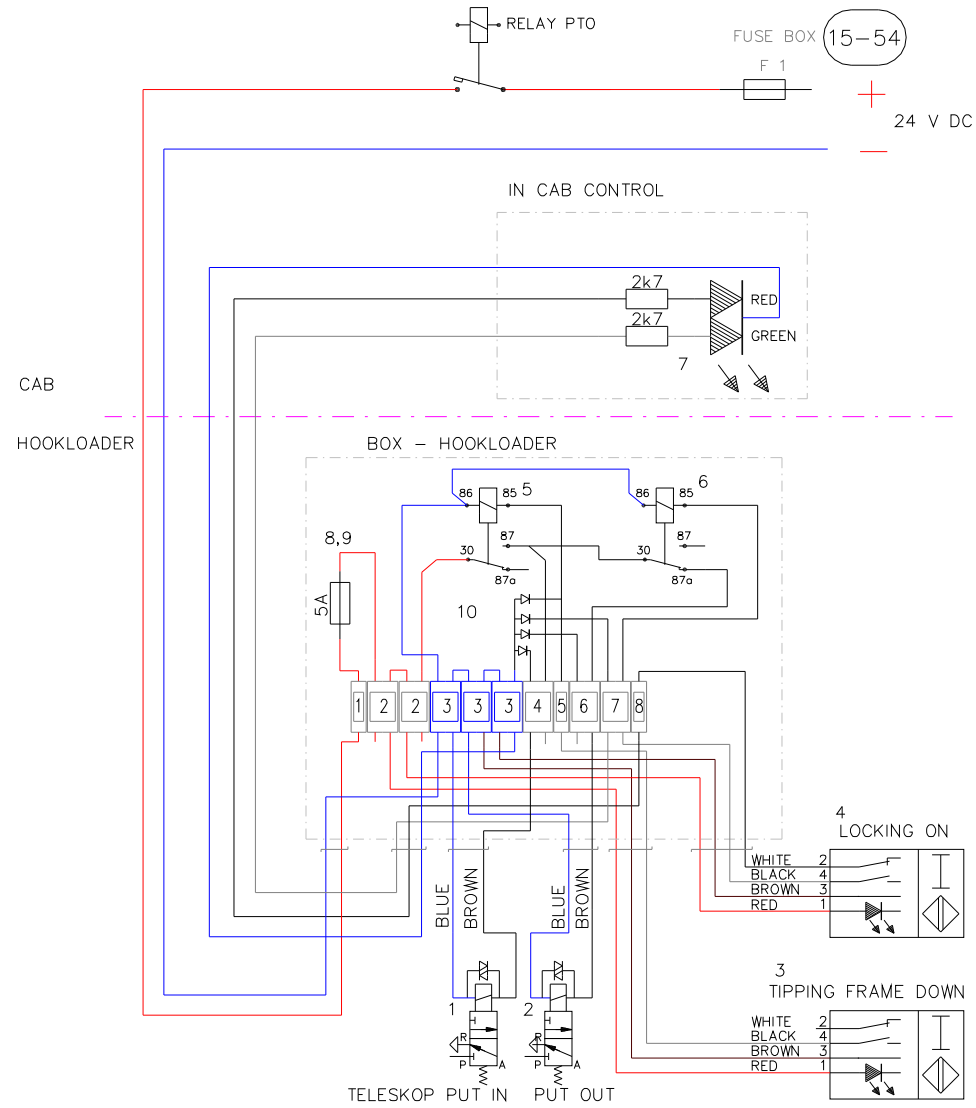 RELAY PTO
FUSE BOX 15-54
F 1
+
24 V DC
—
IN CAB CONTROL
2k7
RED
2k7
GREEN
7
CAB
HOOKLOADER
BOX - HOOKLOADER
86 85 5
86 85 6
8,9
30 87
87a
30 87
87a
5A
10
1 2 2 3 3 3 4 5 6 7 8
4
LOCKING ON
WHITE 2
BLACK 4
BROWN 3
RED 1
BLUE
BROWN
BLUE
BROWN
3
TIPPING FRAME DOWN
WHITE 2
BLACK 4
BROWN 3
RED 1
1
R
P A
2
R
P A
TELESKOP PUT IN PUT OUT